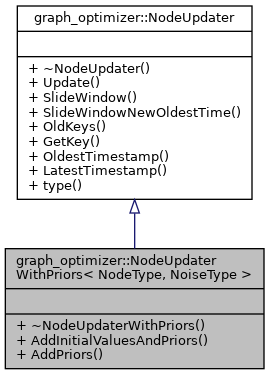 graph_optimizer::NodeUpdater
+ ~NodeUpdater()
+ Update()
+ SlideWindow()
+ SlideWindowNewOldestTime()
+ OldKeys()
+ GetKey()
+ OldestTimestamp()
+ LatestTimestamp()
+ type()
graph_optimizer::NodeUpdater
WithPriors< NodeType, NoiseType >
+ ~NodeUpdaterWithPriors()
+ AddInitialValuesAndPriors()
+ AddPriors()